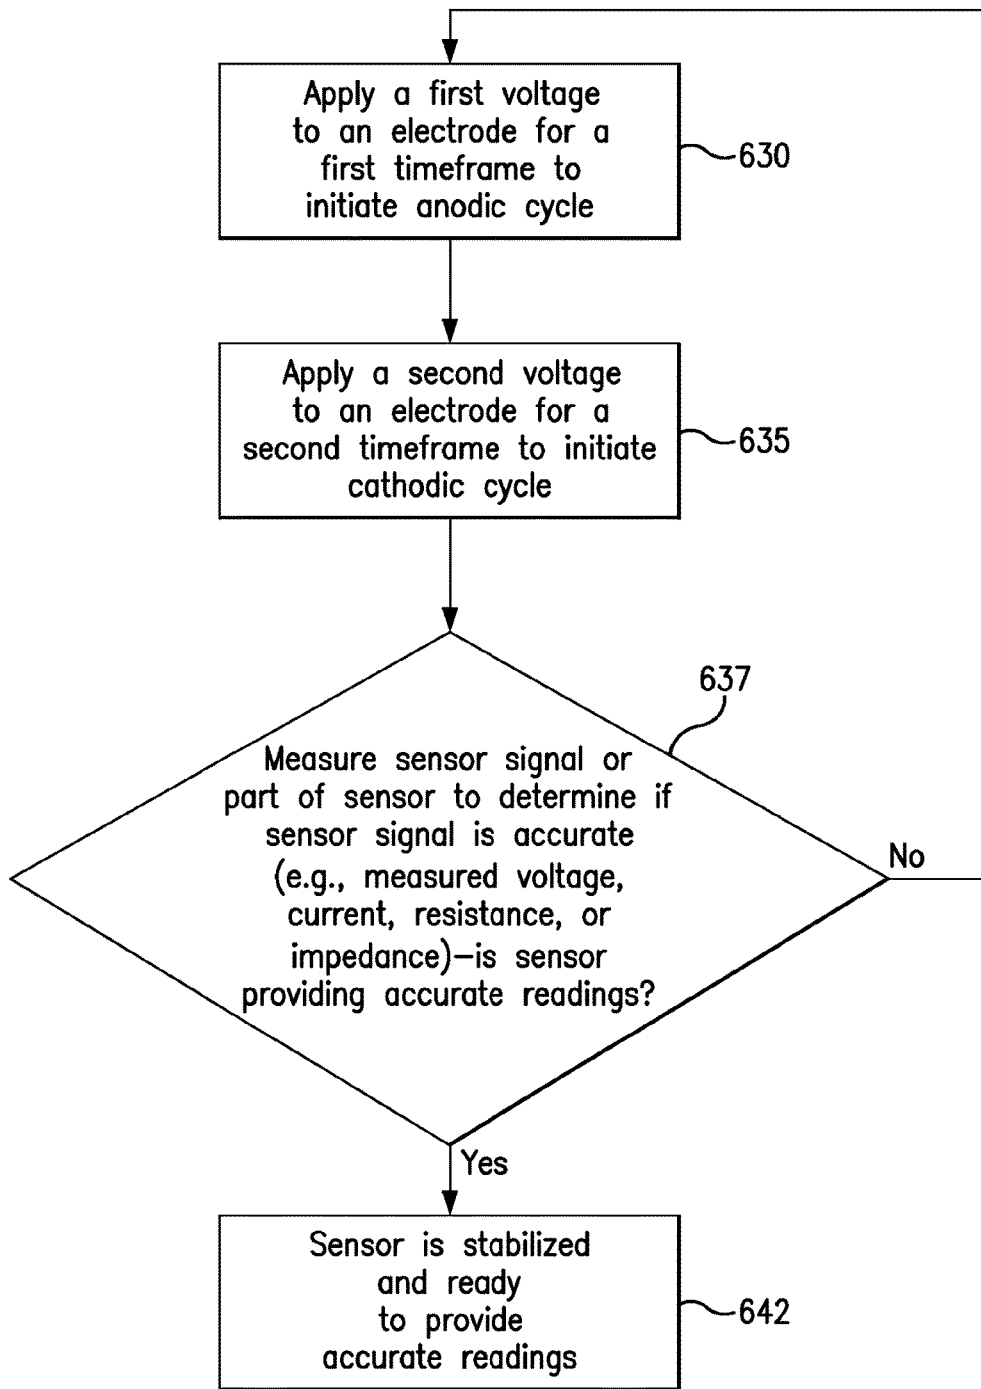 Apply a first voltage
to an electrode for a
first timeframe to
initiate anodic cycle
630
Apply a second voltage
to an electrode for a
second timeframe to initiate
cathodic cycle
635
637
Measure sensor signal or
part of sensor to determine if
sensor signal is accurate
(e.g., measured voltage,
current, resistance, or
impedance)–is sensor
providing accurate readings?
No
Yes
Sensor is stabilized
and ready
to provide
accurate readings
642